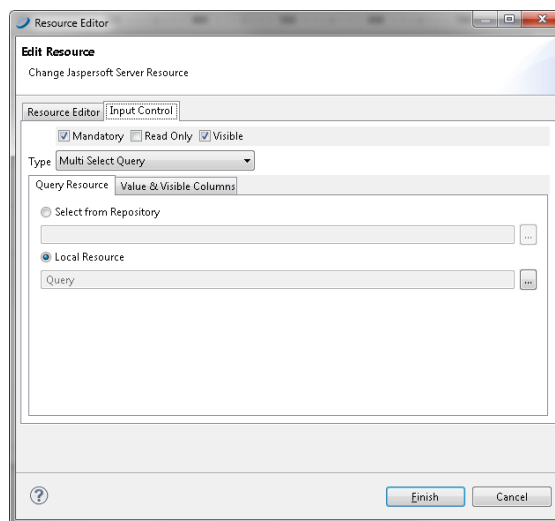 Resource Editor
Edit Resource
Change Jaspersoft Server Resource
Resource Editor Input Control
Mandatory Read Only Visible
Type Multi Select Query
Query Resource Value & Visible Columns
Select from Repository
...
Local Resource
Query ...
? Finish Cancel